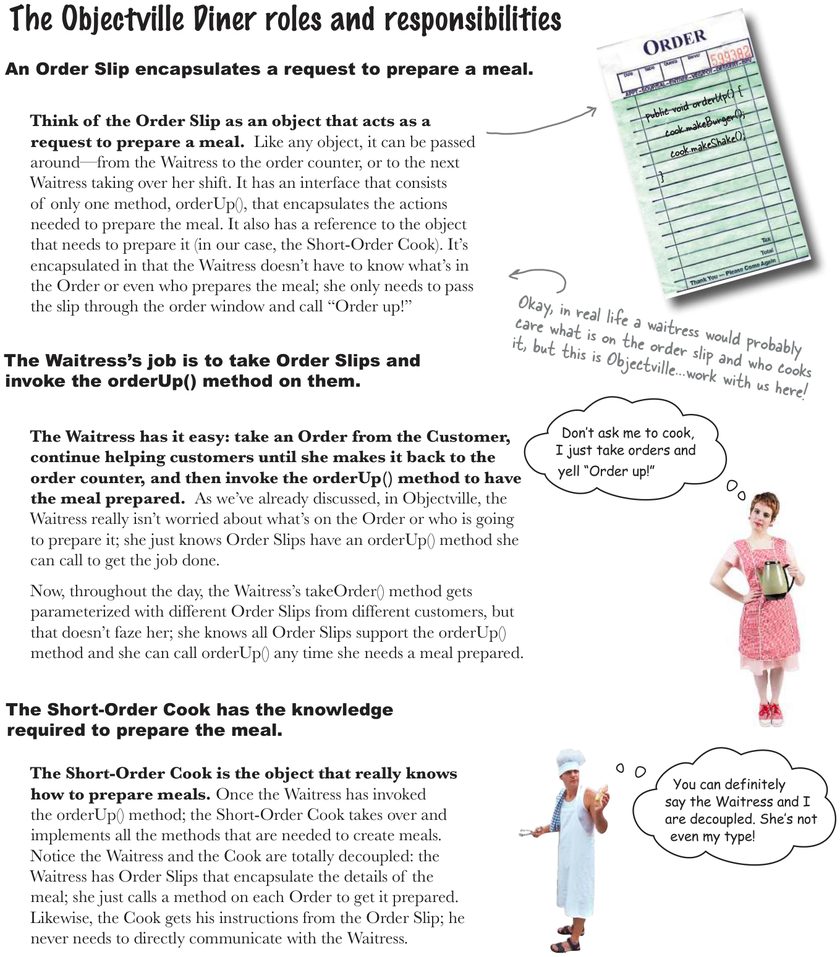 The Objectville Diner roles and responsibilities
An Order Slip encapsulates a request to prepare a meal.
Think of the Order Slip as an object that acts as a
request to prepare a meal. Like any object, it can be passed
around—from the Waitress to the order counter, or to the next
Waitress taking over her shift. It has an interface that consists
of only one method, orderUp(), that encapsulates the actions
needed to prepare the meal. It also has a reference to the object
that needs to prepare it (in our case, the Short-Order Cook). It’s
encapsulated in that the Waitress doesn’t have to know what’s in
the Order or even who prepares the meal; she only needs to pass
the slip through the order window and call “Order up!”
ORDER
599382
Date
Table
Guests
Server
public void orderUp() {
cook.makeBurger();
cook.makeShake();
}
Tax
Total
Thank You — Please Come Again
Okay, in real life a waitress would probably
care what is on the order slip and who cooks
it, but this is Objectville...work with us here!
The Waitress’s job is to take Order Slips and
invoke the orderUp() method on them.
The Waitress has it easy: take an Order from the Customer,
continue helping customers until she makes it back to the
order counter, and then invoke the orderUp() method to have
the meal prepared. As we’ve already discussed, in Objectville, the
Waitress really isn’t worried about what’s on the Order or who is going
to prepare it; she just knows Order Slips have an orderUp() method she
can call to get the job done.
Now, throughout the day, the Waitress’s takeOrder() method gets
parameterized with different Order Slips from different customers, but
that doesn’t faze her; she knows all Order Slips support the orderUp()
method and she can call orderUp() any time she needs a meal prepared.
Don’t ask me to cook,
I just take orders and
yell “Order up!”
The Short-Order Cook has the knowledge
required to prepare the meal.
The Short-Order Cook is the object that really knows
how to prepare meals. Once the Waitress has invoked
the orderUp() method; the Short-Order Cook takes over and
implements all the methods that are needed to create meals.
Notice the Waitress and the Cook are totally decoupled: the
Waitress has Order Slips that encapsulate the details of the
meal; she just calls a method on each Order to get it prepared.
Likewise, the Cook gets his instructions from the Order Slip; he
never needs to directly communicate with the Waitress.
You can definitely
say the Waitress and I
are decoupled. She’s not
even my type!